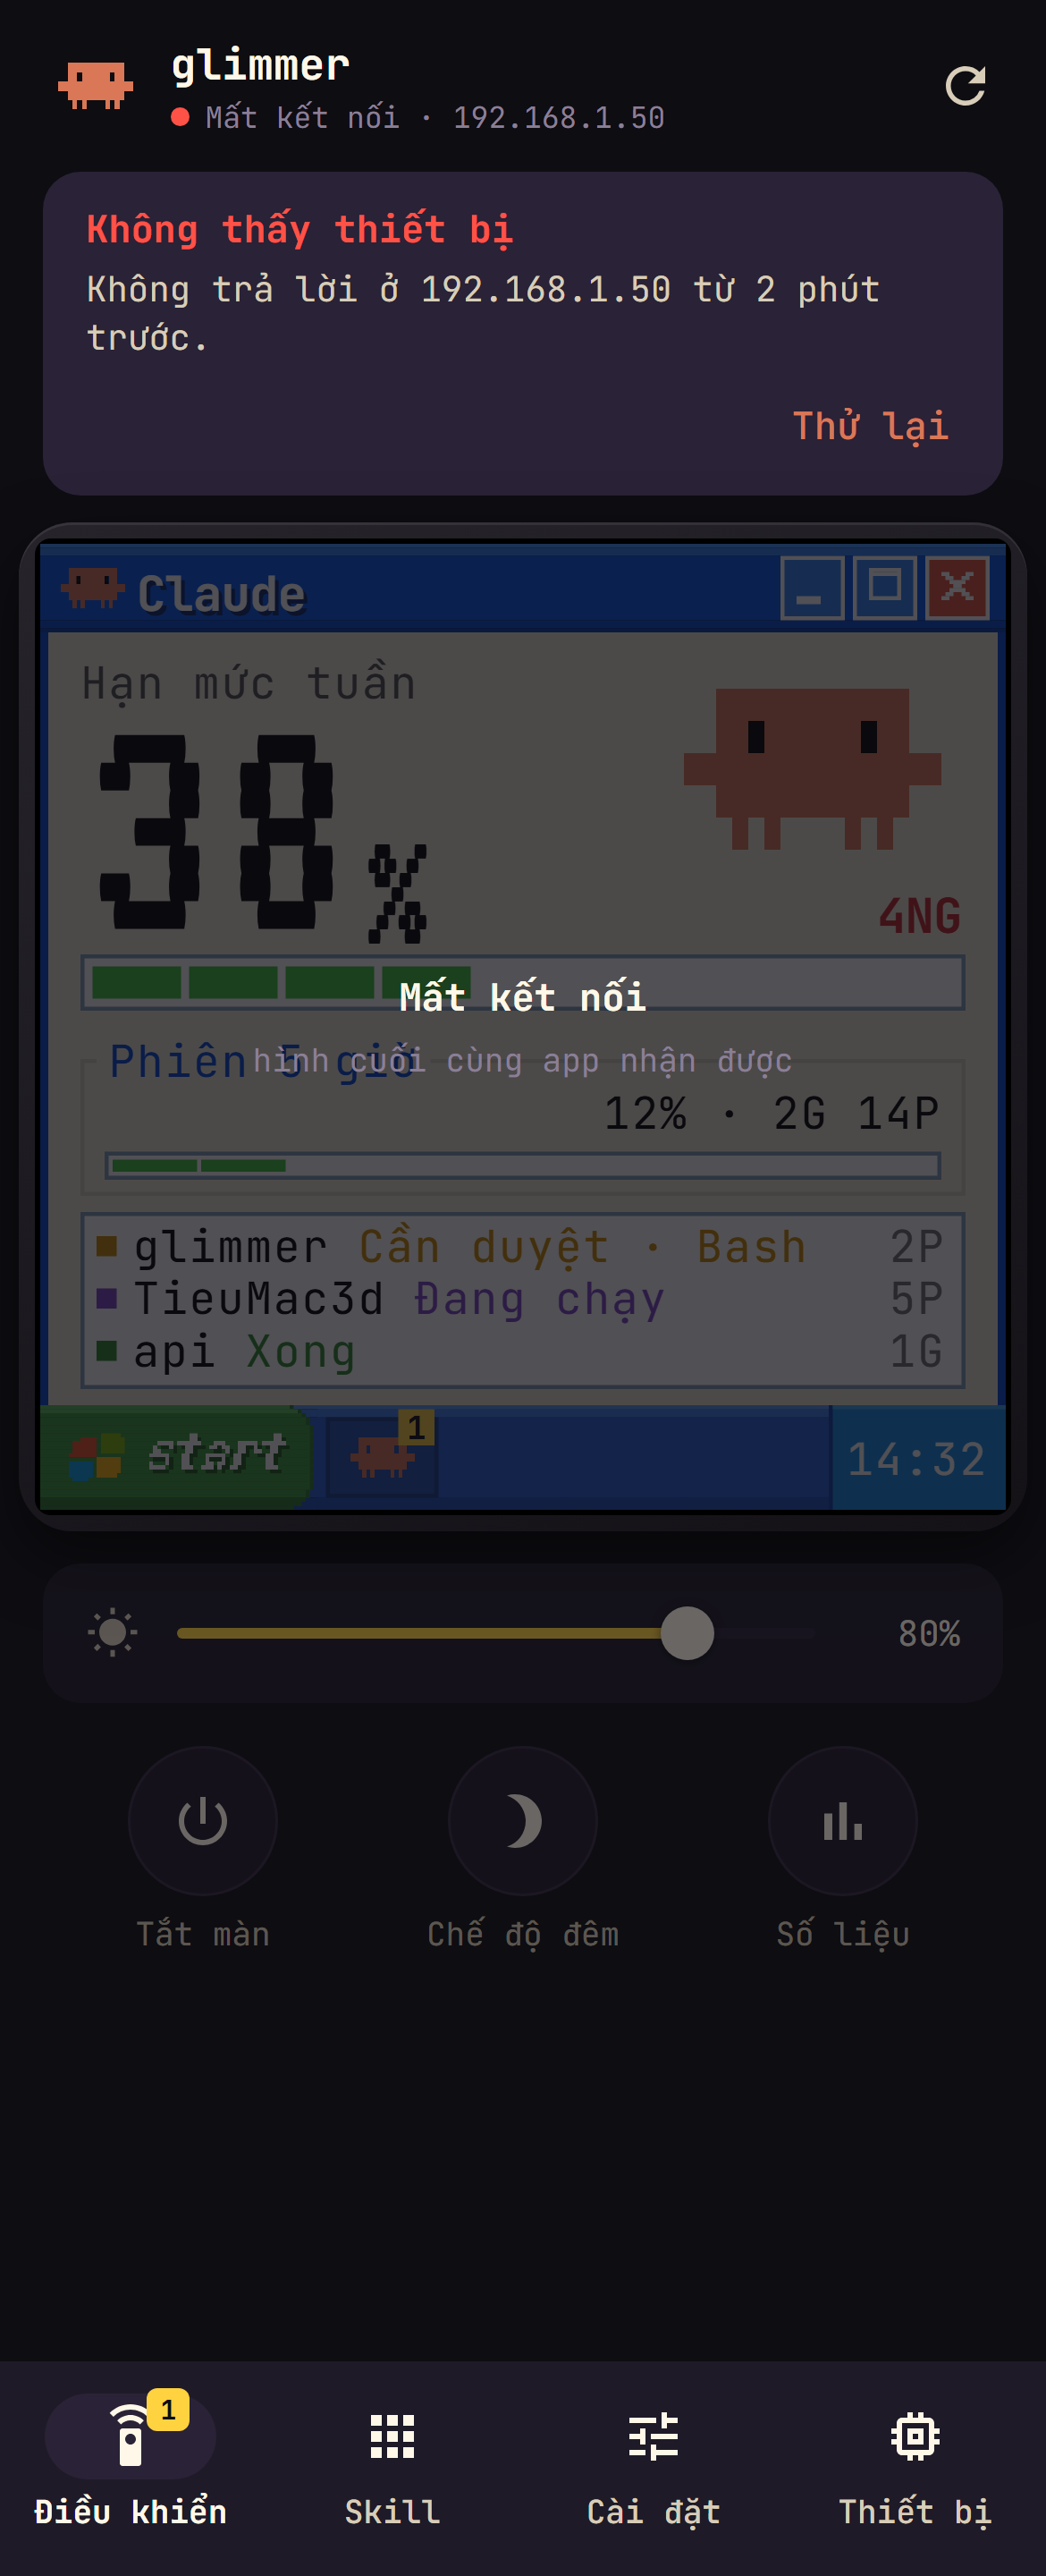 glimmer
Mất kết nối · 192.168.1.50
Không thấy thiết bị
Không trả lời ở 192.168.1.50 từ 2 phút
trước.
Thử lại
Claude
Hạn mức tuần
38%
4NG
Mất kết nối
Phiên 5 giờ
hình cuối cùng app nhận được
12% · 2G 14P
glimmer Cần duyệt · Bash 2P
TieuMac3d Đang chạy 5P
api Xong 1G
start 1 14:32
80%
Tắt màn Chế độ đêm Số liệu
1
Điều khiển Skill Cài đặt Thiết bị